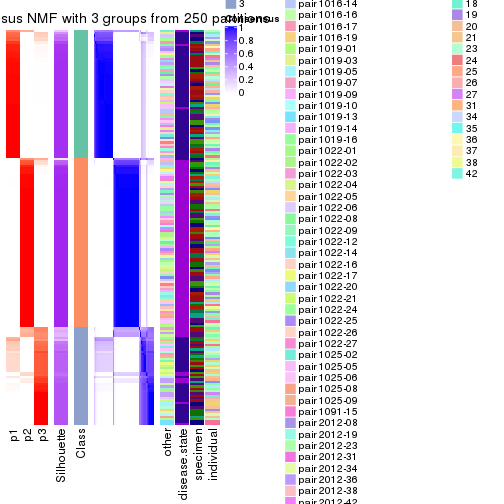 sus NMF with 3 groups from 250 partitions
Consensus
3
1
0.8
0.6
0.4
0.2
0
p1
p2
p3
Silhouette
Class
other
disease.state
specimen
individual
pair1016-14
pair1016-16
pair1016-17
pair1019-01
pair1019-03
pair1019-05
pair1019-07
pair1019-09
pair1019-10
pair1019-13
pair1019-14
pair1019-16
pair1022-01
pair1022-02
pair1022-03
pair1022-04
pair1022-05
pair1022-06
pair1022-08
pair1022-09
pair1022-12
pair1022-14
pair1022-16
pair1022-17
pair1022-20
pair1022-21
pair1022-24
pair1022-25
pair1022-26
pair1022-27
pair1025-02
pair1025-05
pair1025-06
pair1025-08
pair1025-09
pair1091-15
pair2012-08
pair2012-19
pair2012-23
pair2012-31
pair2012-34
pair2012-36
pair2012-38
pair2012-42
18
19
20
21
23
24
25
26
27
31
34
35
36
37
38
42